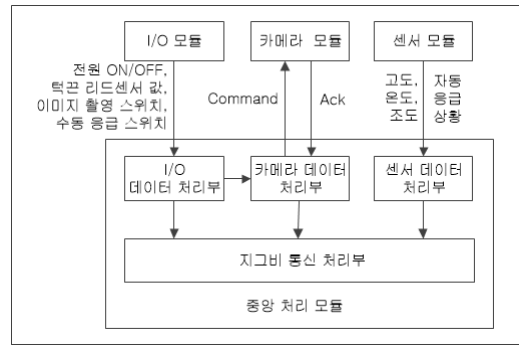 I/O 모듈
카메라 모듈
센서 모듈
전원 ON/OFF,
턱끈 리드센서 값,
이미지 촬영 스위치,
수동 응급 스위치
Command
Ack
고도,
온도,
조도
자동
응급
상황
I/O
데이터 처리부
카메라 데이터
처리부
센서 데이터
처리부
지그비 통신 처리부
중앙 처리 모듈